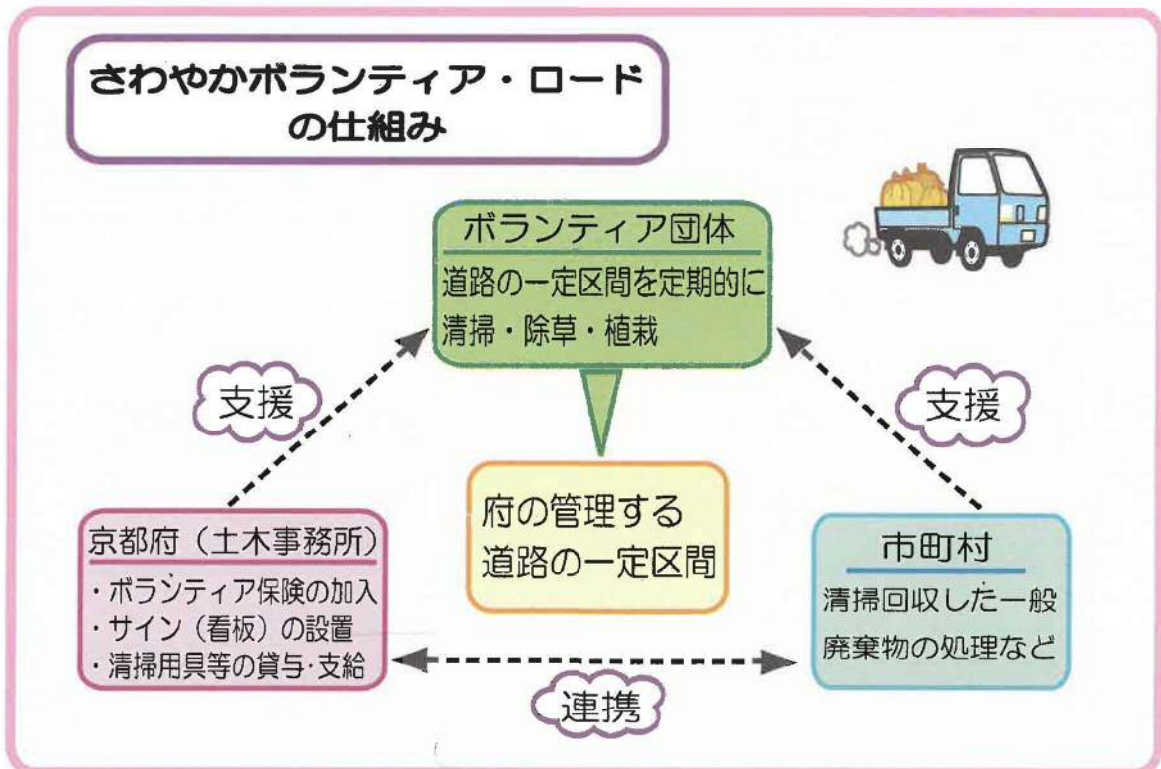 さわやかボランティア・ロード
の仕組み
ボランティア団体
道路の一定区間を定期的に
清掃・除草・植栽
支援
支援
府の管理する
道路の一定区間
京都府（土木事務所）
・ボランティア保険の加入
・サイン（看板）の設置
・清掃用具等の貸与・支給
市町村
清掃回収した一般
廃棄物の処理など
連携